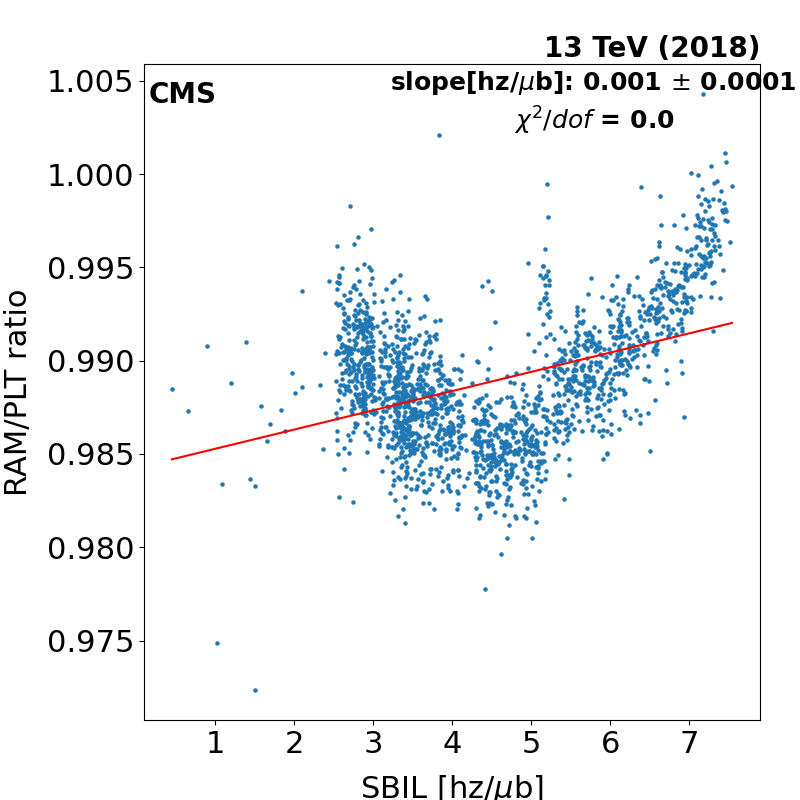 13 TeV (2018)
CMS
slope[hz/μb]: 0.001 ± 0.0001
χ²/dof = 0.0
1.005
1.000
0.995
0.990
0.985
0.980
0.975
RAM/PLT ratio
1 2 3 4 5 6 7
SBIL [hz/μb]